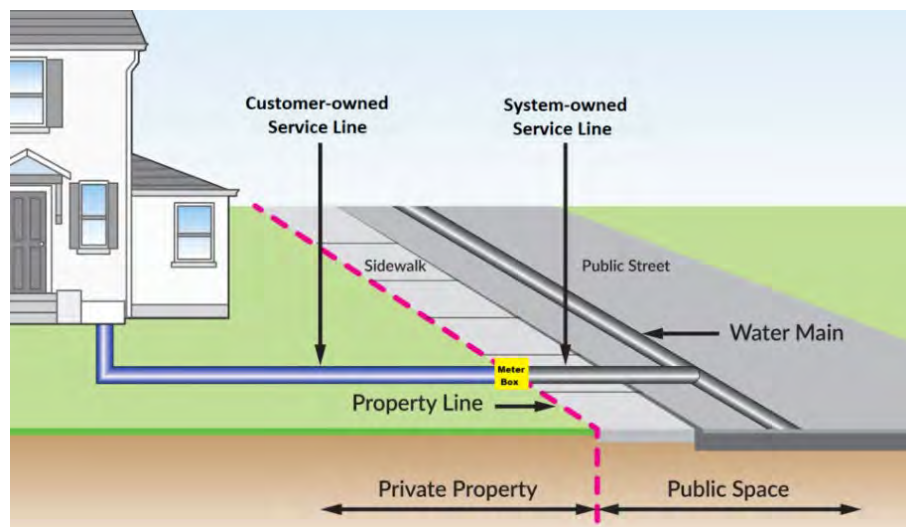 Customer-owned
Service Line
System-owned
Service Line
Sidewalk
Public Street
Water Main
Meter
Box
Property Line
Private Property
Public Space